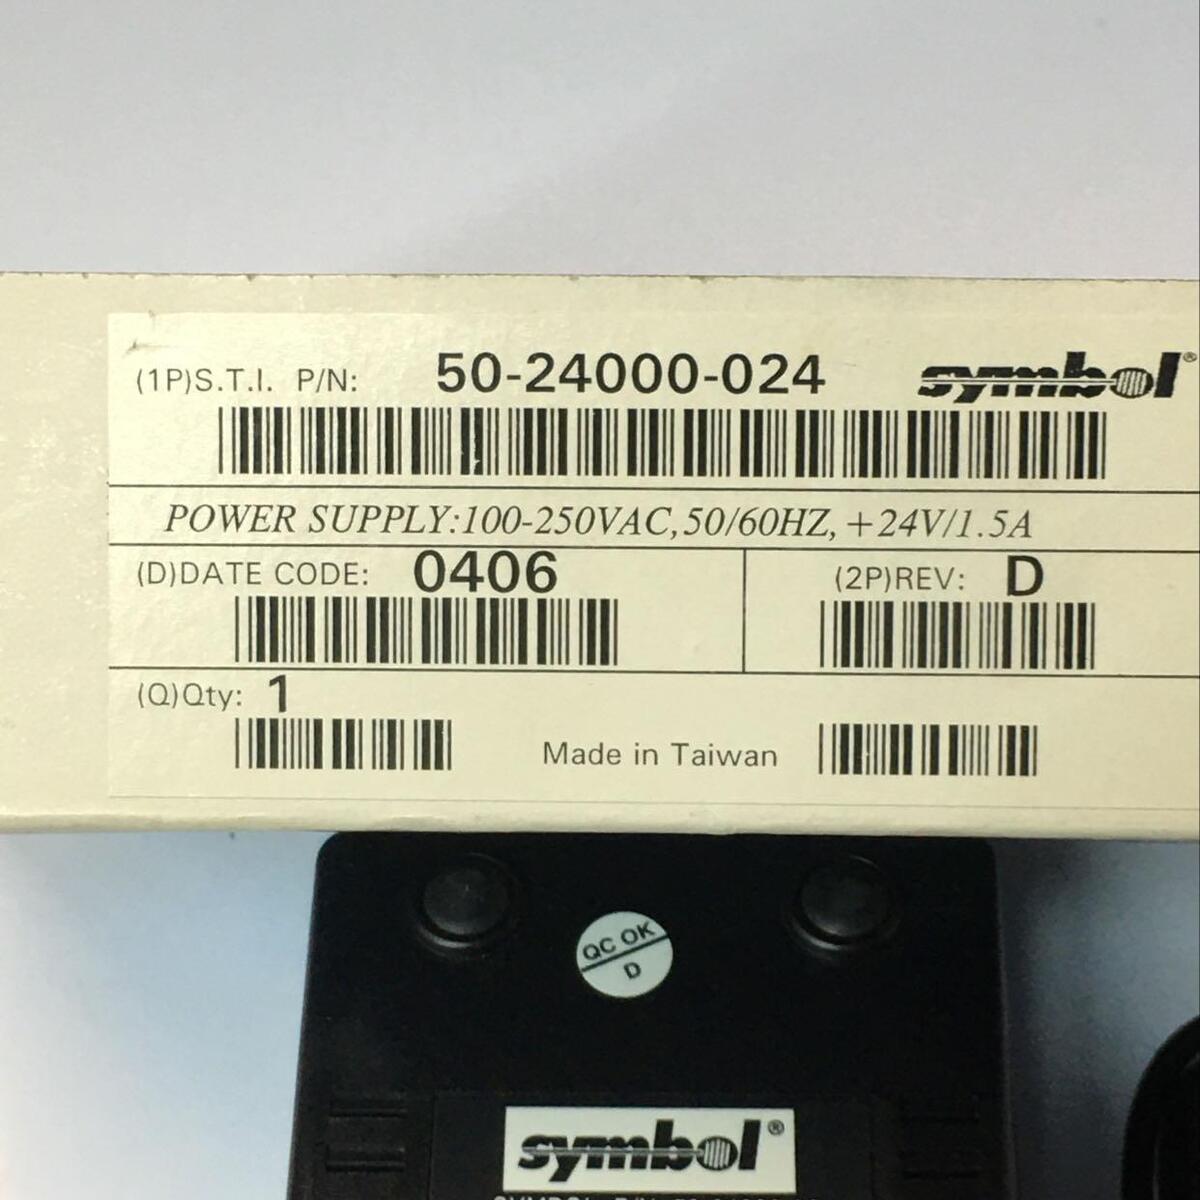 (1P)S.T.I. P/N: 50-24000-024 symbol®
POWER SUPPLY:100-250VAC,50/60HZ, +24V/1.5A
(D)DATE CODE: 0406 (2P)REV: D
(Q)Qty: 1
Made in Taiwan
QC OK
D
symbol®